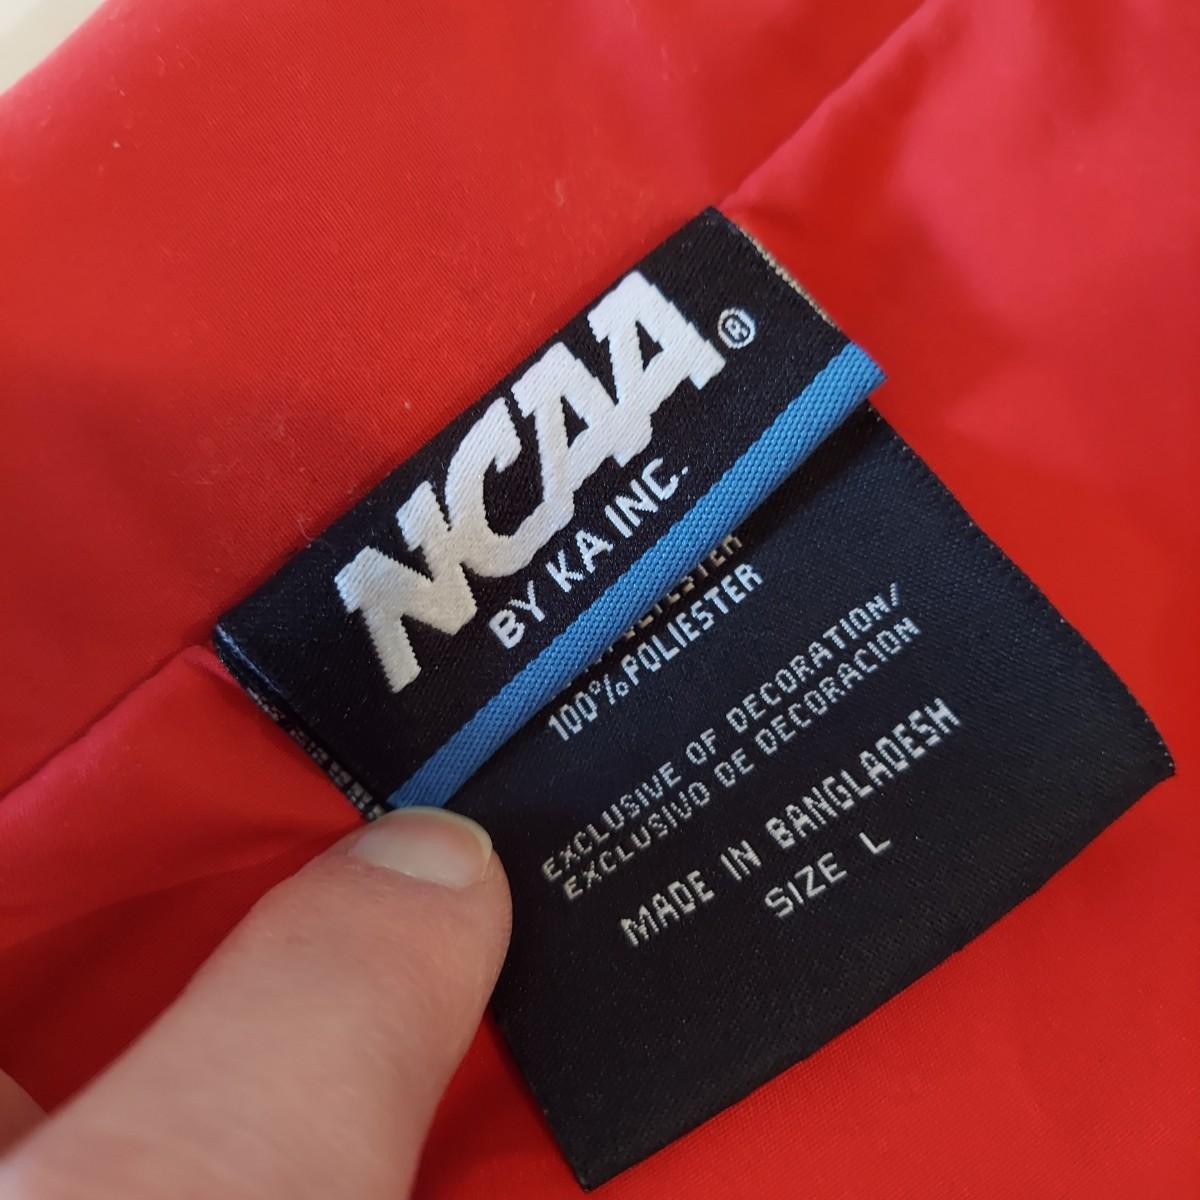 NCAA®
BY KA INC.
100%POLIESTER
EXCLUSIVE OF DECORATION/
EXCLUSIVO DE DECORACION
MADE IN BANGLADESH
SIZE L